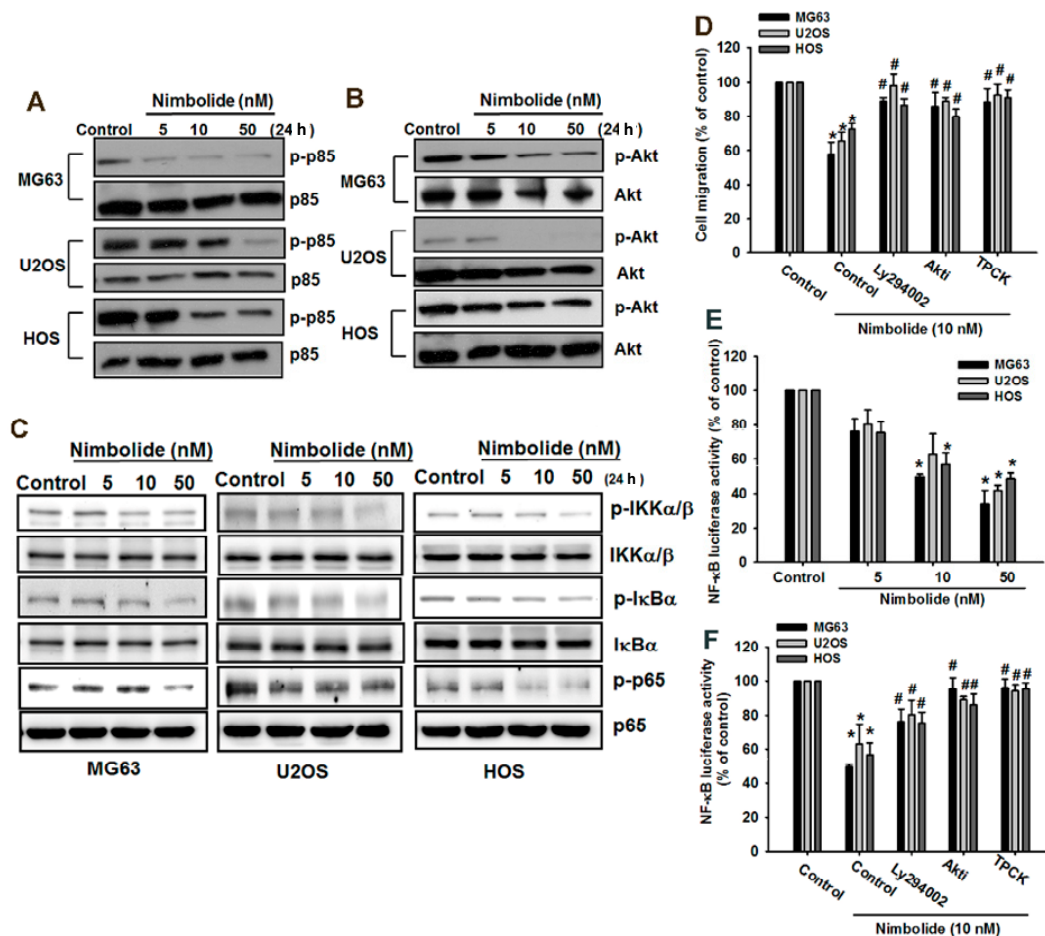 A
Nimbolide (nM)
Control 5 10 50 (24 h)
MG63
p-p85
p85
U2OS
p-p85
p85
HOS
p-p85
p85
B
Nimbolide (nM)
Control 5 10 50 (24 h)
MG63
p-Akt
Akt
U2OS
p-Akt
Akt
HOS
p-Akt
Akt
C
Nimbolide (nM) Nimbolide (nM) Nimbolide (nM)
Control 5 10 50 Control 5 10 50 Control 5 10 50 (24 h)
p-IKKα/β
IKKα/β
p-IκBα
IκBα
p-p65
p65
MG63 U2OS HOS
D
MG63
U2OS
HOS
Cell migration (% of control)
120
100
80
60
40
20
0
* * *
# # #
# # #
# # #
Control Control Ly294002 Akti TPCK
Nimbolide (10 nM)
E
MG63
U2OS
HOS
NF-κB luciferase activity (% of control)
120
100
80
60
40
20
0
* *
* * *
Control 5 10 50
Nimbolide (nM)
F
MG63
U2OS
HOS
NF-κB luciferase activity
(% of control)
120
100
80
60
40
20
0
* * *
# # #
# ##
# ##
Control Control Ly294002 Akti TPCK
Nimbolide (10 nM)